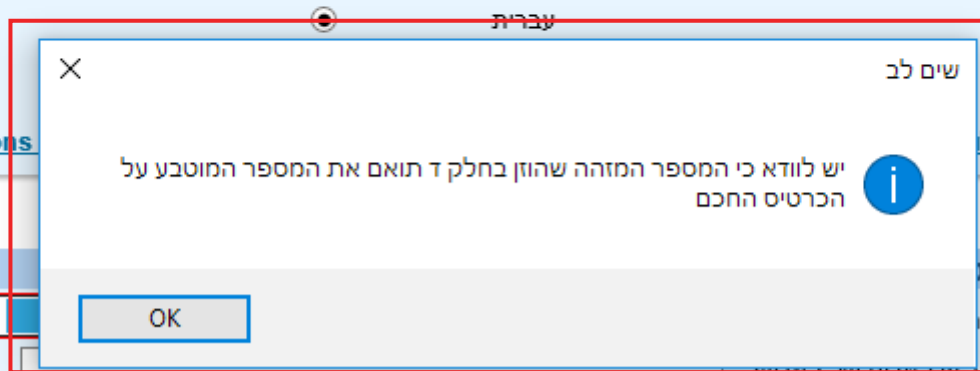 עברית
שים לב
יש לוודא כי המספר המזהה שהוזן בחלק ד תואם את המספר המוטבע על
הכרטיס החכם
OK